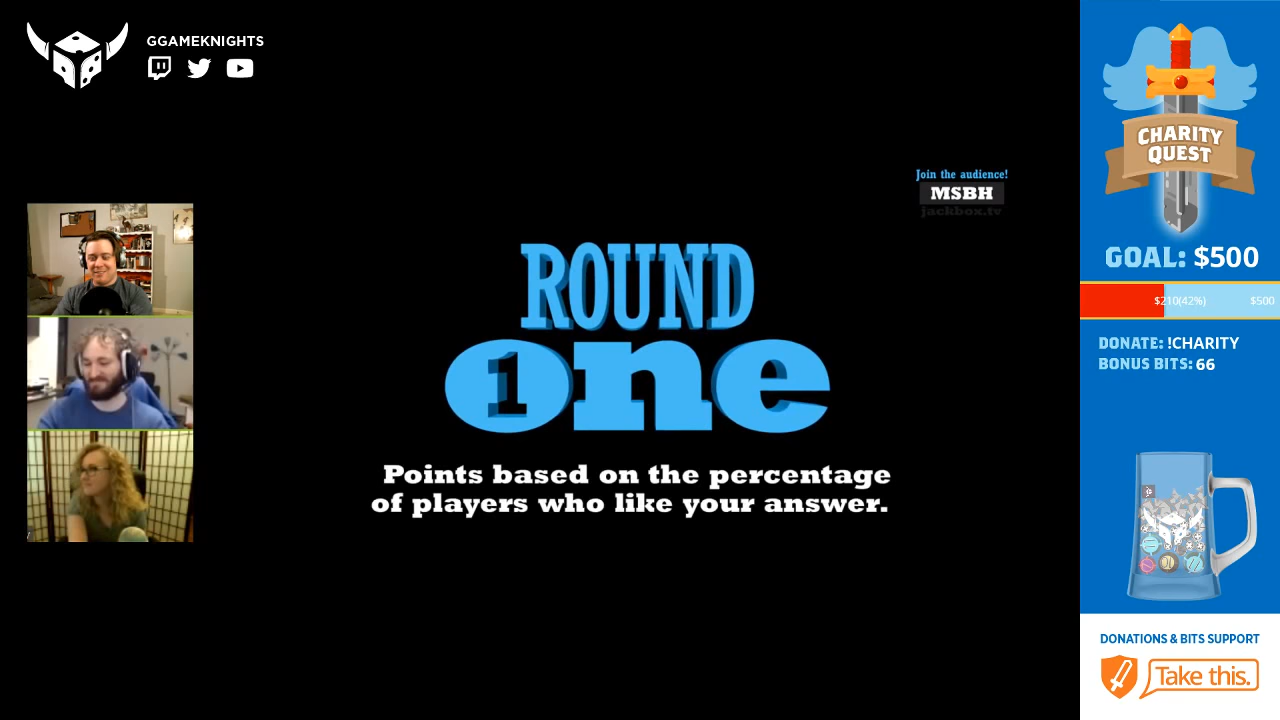 GGAMEKNIGHTS
Join the audience!
MSBH
jackbox.tv
ROUND
1
one
Points based on the percentage
of players who like your answer.
CHARITY
QUEST
GOAL: $500
$210(42%)
$500
DONATE: !CHARITY
BONUS BITS: 66
DONATIONS & BITS SUPPORT
Take this.